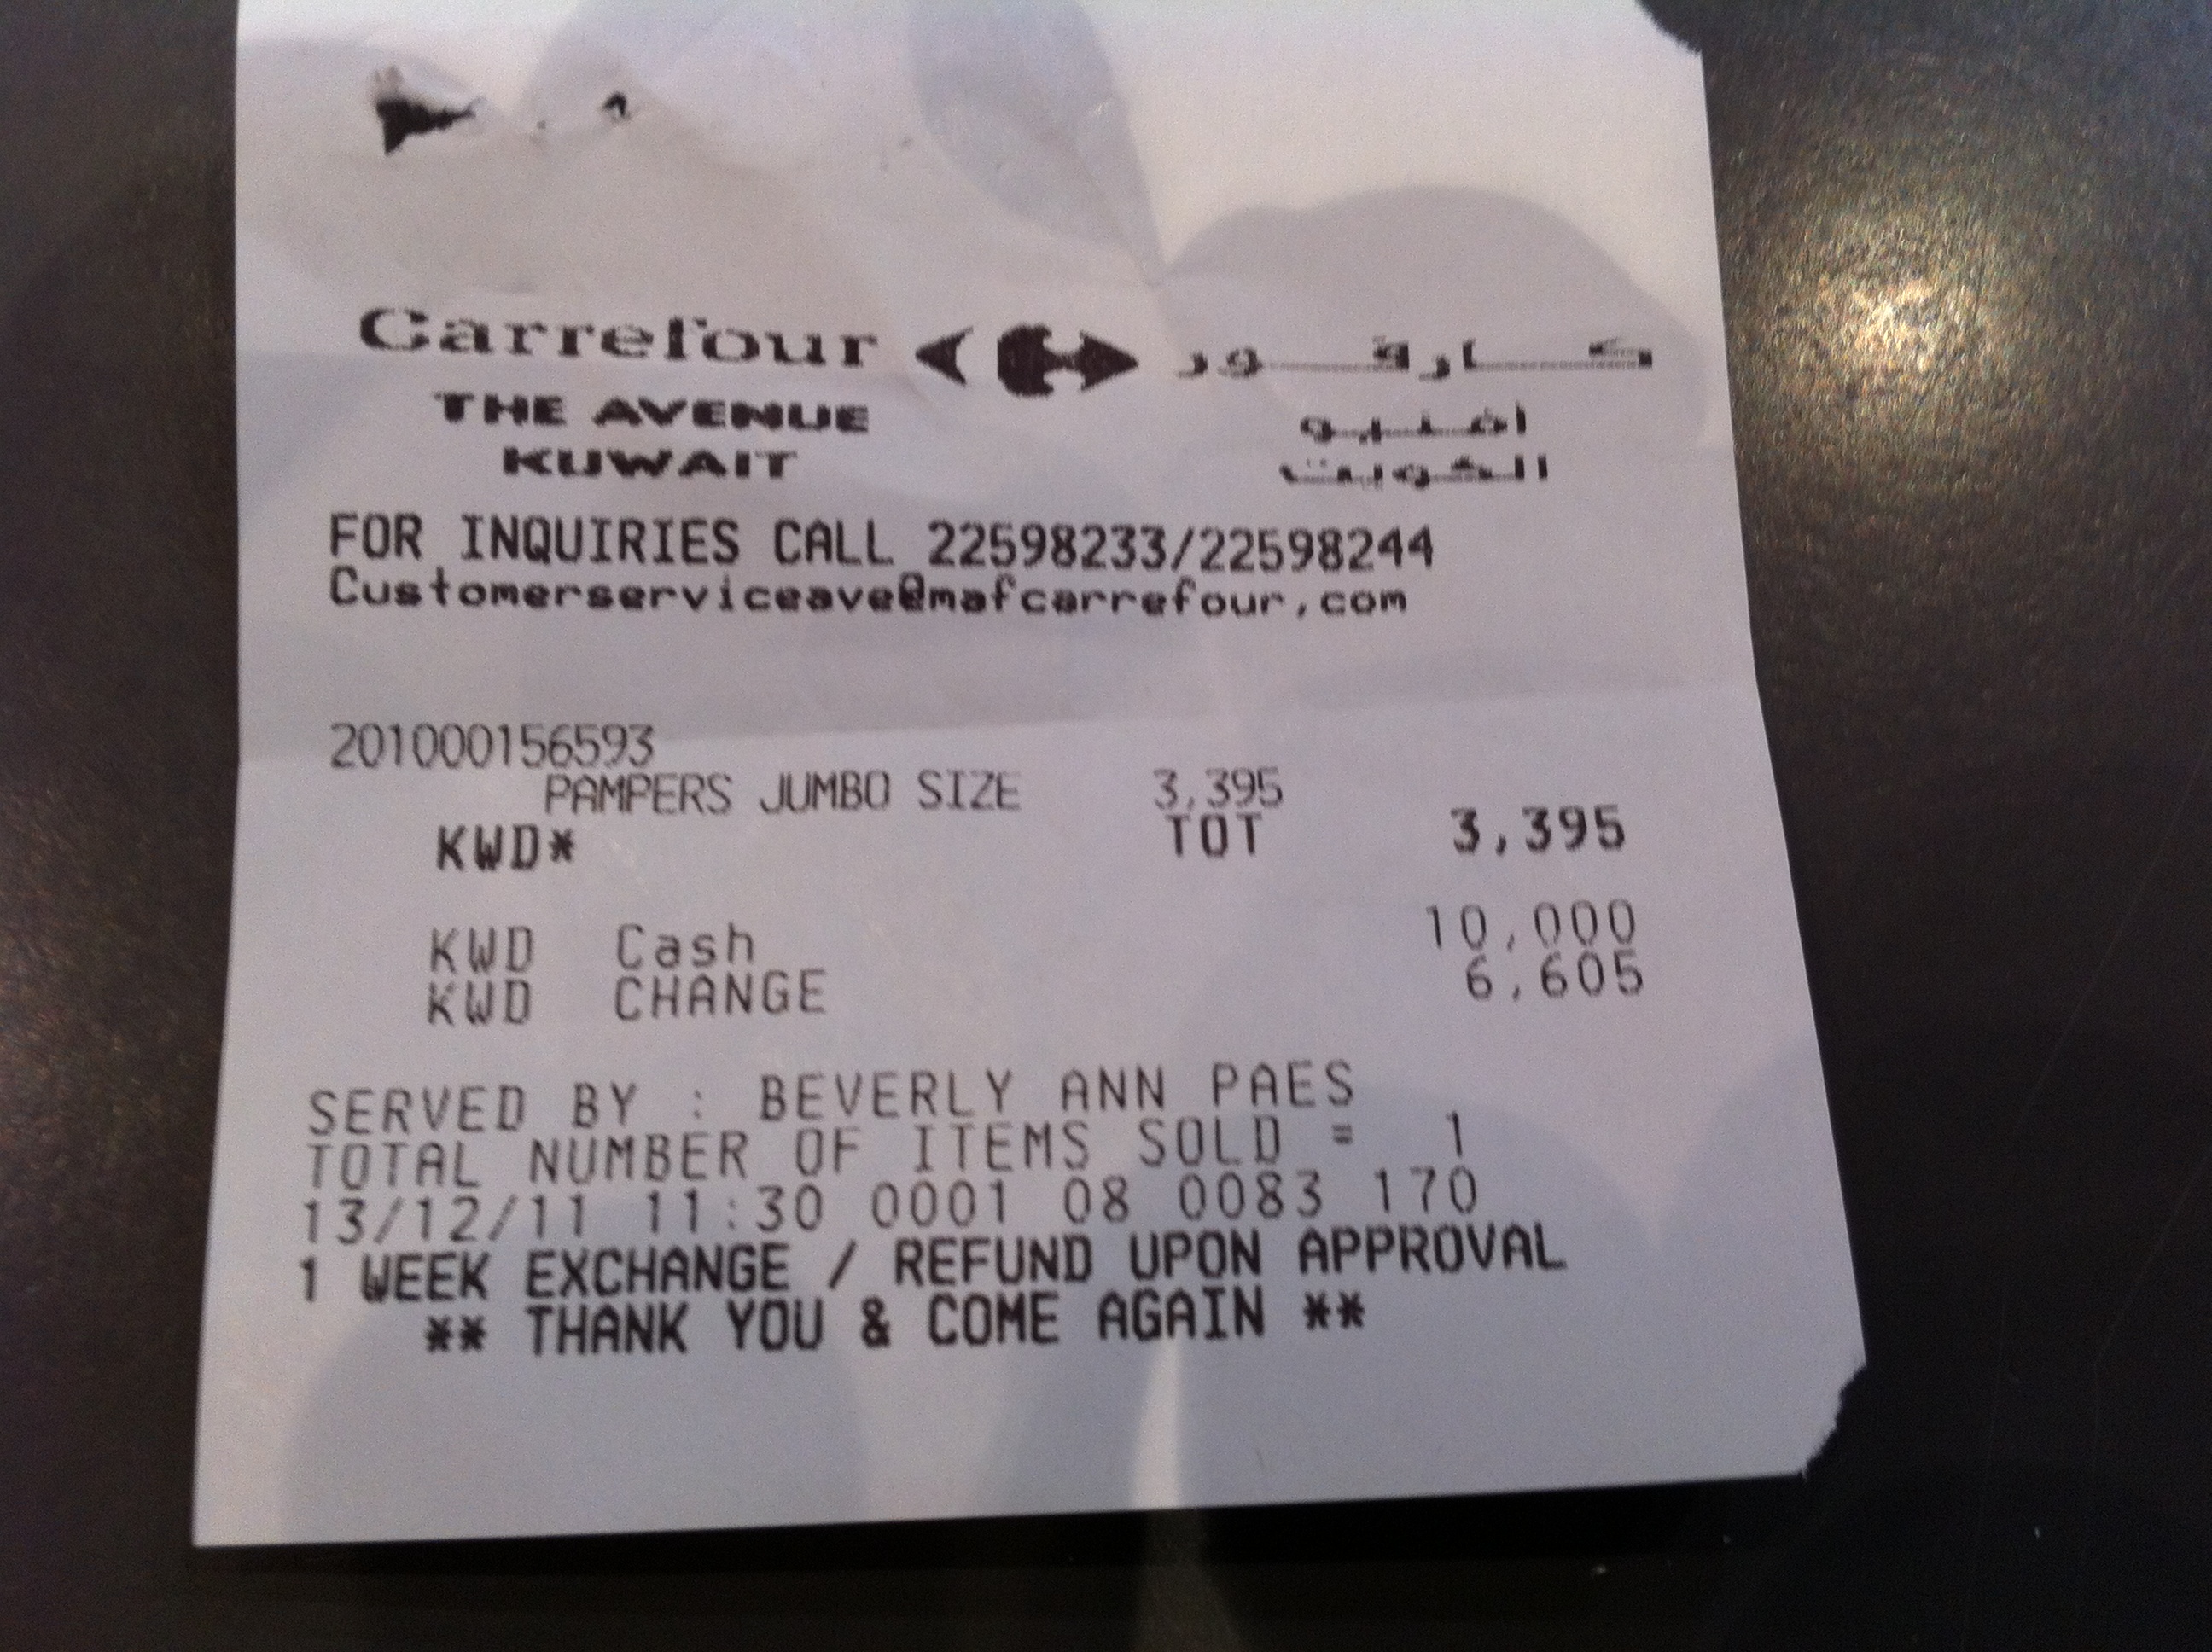 Carrefour كارفور
THE AVENUE افنيو
KUWAIT الكويت
FOR INQUIRIES CALL 22598233/22598244
Customerserviceave@mafcarrefour.com
201000156593
PAMPERS JUMBO SIZE 3,395
KWD* TOT 3,395
KWD Cash 10,000
KWD CHANGE 6,605
SERVED BY : BEVERLY ANN PAES
TOTAL NUMBER OF ITEMS SOLD = 1
13/12/11 11:30 0001 08 0083 170
1 WEEK EXCHANGE / REFUND UPON APPROVAL
** THANK YOU & COME AGAIN **